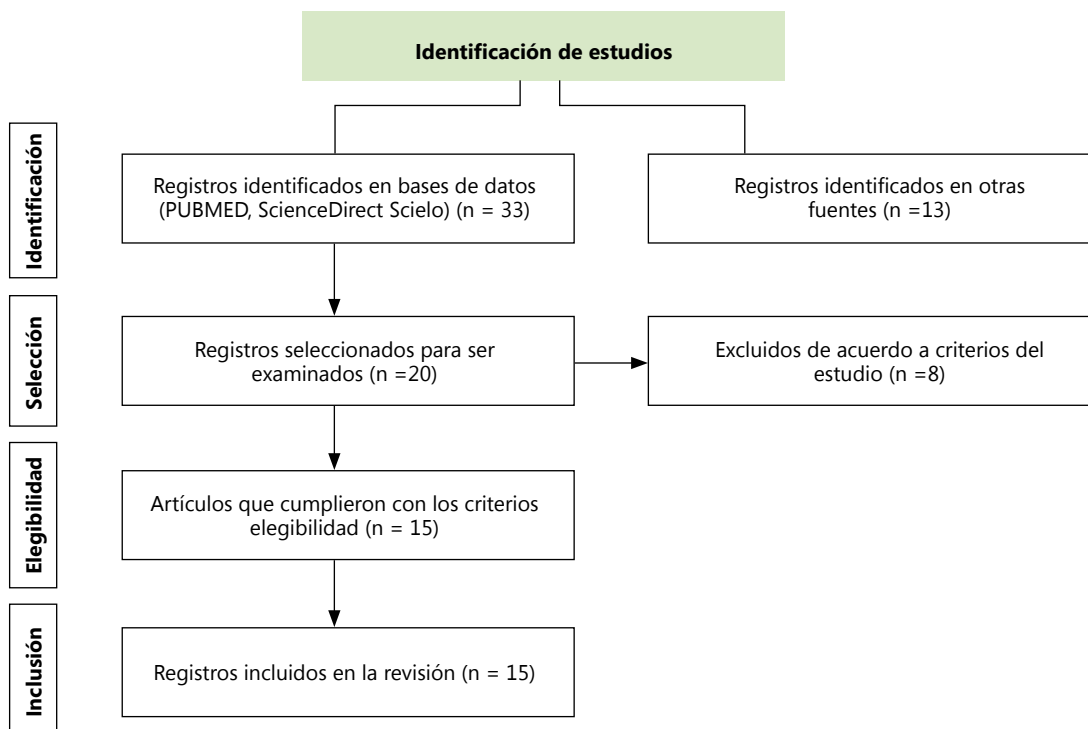 Identificación de estudios
Identificación
Registros identificados en bases de datos
(PUBMED, ScienceDirect Scielo) (n = 33)
Registros identificados en otras
fuentes (n =13)
Selección
Registros seleccionados para ser
examinados (n =20)
Excluidos de acuerdo a criterios del
estudio (n =8)
Elegibilidad
Artículos que cumplieron con los criterios
elegibilidad (n = 15)
Inclusión
Registros incluidos en la revisión (n = 15)